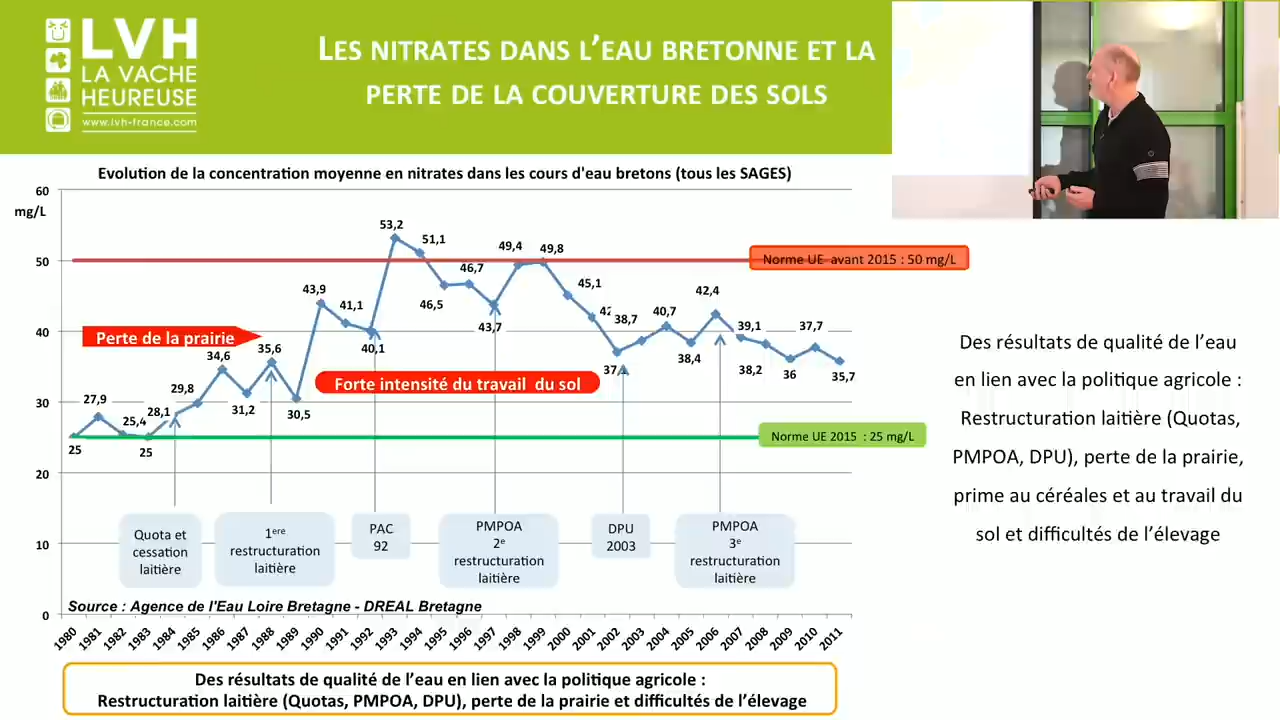 LVH
LA VACHE
HEUREUSE
www.lvh-france.com
LES NITRATES DANS L’EAU BRETONNE ET LA
PERTE DE LA COUVERTURE DES SOLS
Evolution de la concentration moyenne en nitrates dans les cours d'eau bretons (tous les SAGES)
60
mg/L
50
40
30
20
10
0
25
27,9
25,4
25
28,1
29,8
34,6
31,2
35,6
30,5
43,9
41,1
40,1
53,2
51,1
46,5
46,7
43,7
49,4
49,8
45,1
37,1
38,7
40,7
38,4
42,4
39,1
38,2
36
37,7
35,7
Norme UE avant 2015 : 50 mg/L
Norme UE 2015 : 25 mg/L
Perte de la prairie
Forte intensité du travail du sol
Quota et
cessation
laitière
1ere
restructuration
laitière
PAC
92
PMPOA
2e
restructuration
laitière
DPU
2003
PMPOA
3e
restructuration
laitière
Source : Agence de l'Eau Loire Bretagne - DREAL Bretagne
1980 1981 1982 1983 1984 1985 1986 1987 1988 1989 1990 1991 1992 1993 1994 1995 1996 1997 1998 1999 2000 2001 2002 2003 2004 2005 2006 2007 2008 2009 2010 2011
Des résultats de qualité de l’eau
en lien avec la politique agricole :
Restructuration laitière (Quotas,
PMPOA, DPU), perte de la prairie,
prime au céréales et au travail du
sol et difficultés de l’élevage
Des résultats de qualité de l’eau en lien avec la politique agricole :
Restructuration laitière (Quotas, PMPOA, DPU), perte de la prairie et difficultés de l’élevage